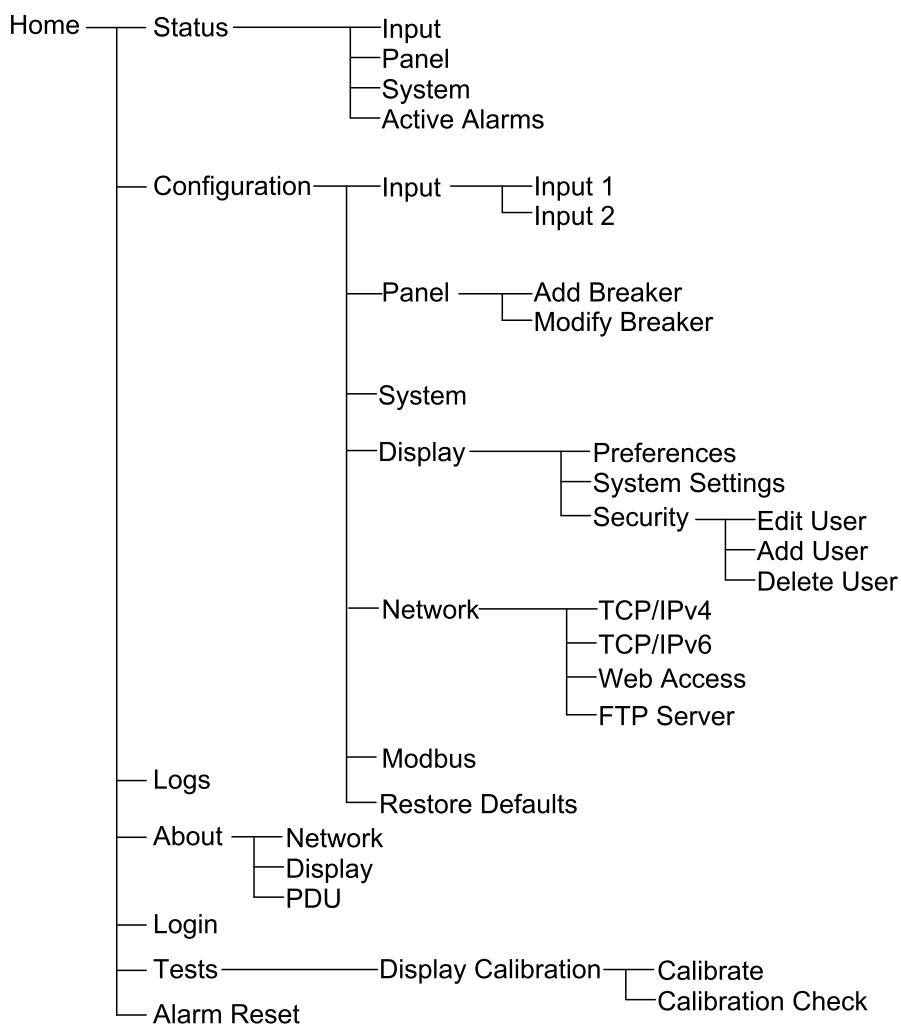 Home Status Input
Panel
System
Active Alarms
Configuration Input Input 1
Input 2
Panel Add Breaker
Modify Breaker
System
Display Preferences
System Settings
Security Edit User
Add User
Delete User
Network TCP/IPv4
TCP/IPv6
Web Access
FTP Server
Modbus
Logs
Restore Defaults
About Network
Display
PDU
Login
Tests Display Calibration Calibrate
Calibration Check
Alarm Reset